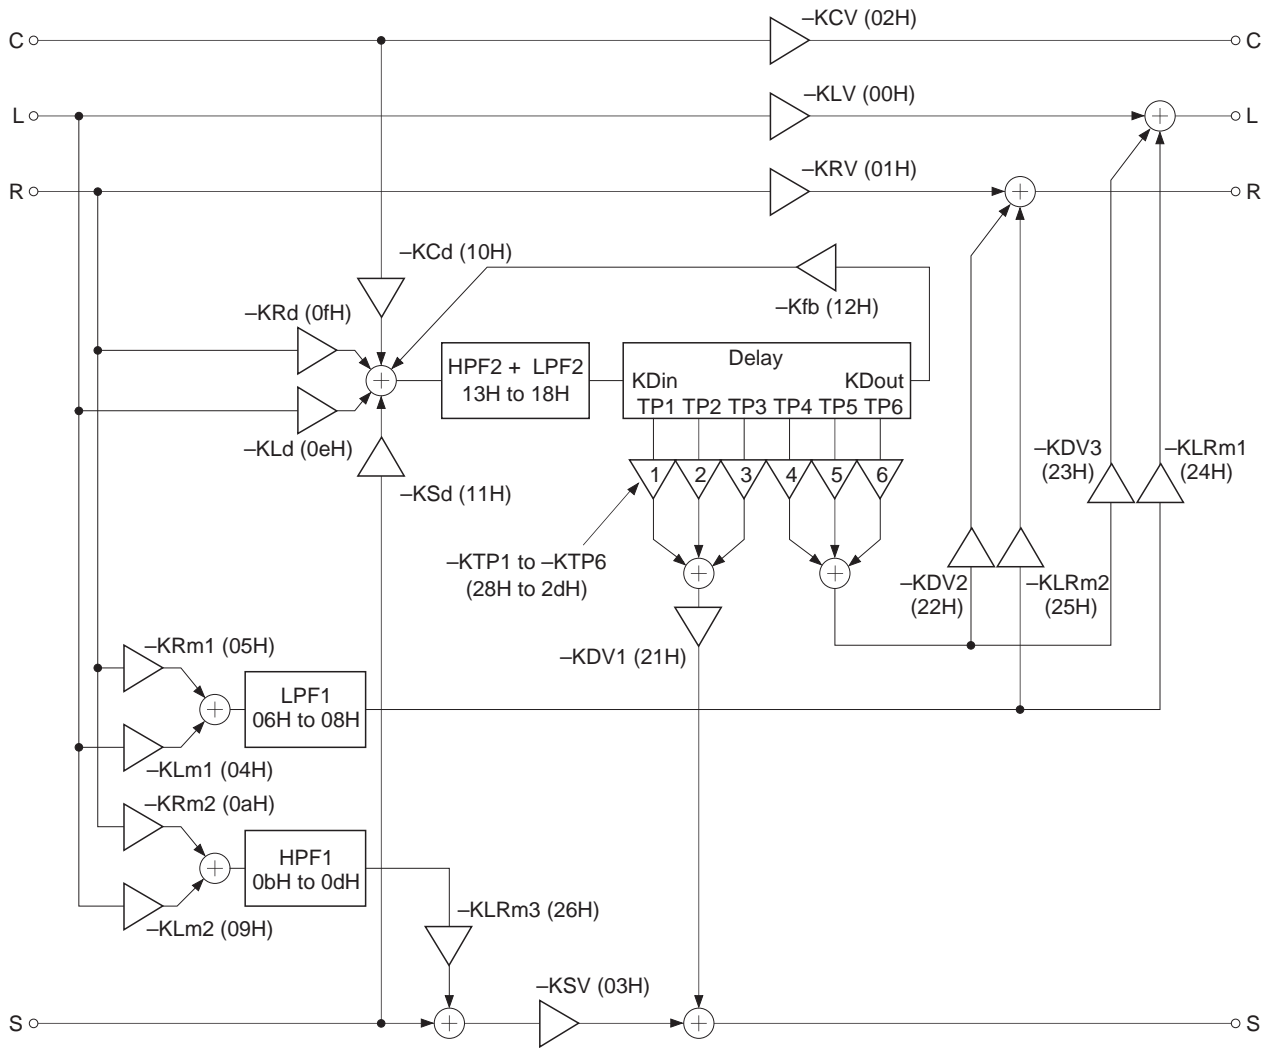 –KCV (02H)
C
C
–KLV (00H)
L
L
–KRV (01H)
R
R
–KCd (10H)
–Kfb (12H)
–KRd (0fH)
HPF2 + LPF2
13H to 18H
Delay
KDin
KDout
TP1 TP2 TP3 TP4 TP5 TP6
–KLd (0eH)
–KSd (11H)
1 2 3 4 5 6
–KDV3
(23H)
–KLRm1
(24H)
–KTP1 to –KTP6
(28H to 2dH)
–KDV2
(22H)
–KLRm2
(25H)
–KDV1 (21H)
–KRm1 (05H)
LPF1
06H to 08H
–KLm1 (04H)
–KRm2 (0aH)
HPF1
0bH to 0dH
–KLm2 (09H)
–KLRm3 (26H)
–KSV (03H)
S
S